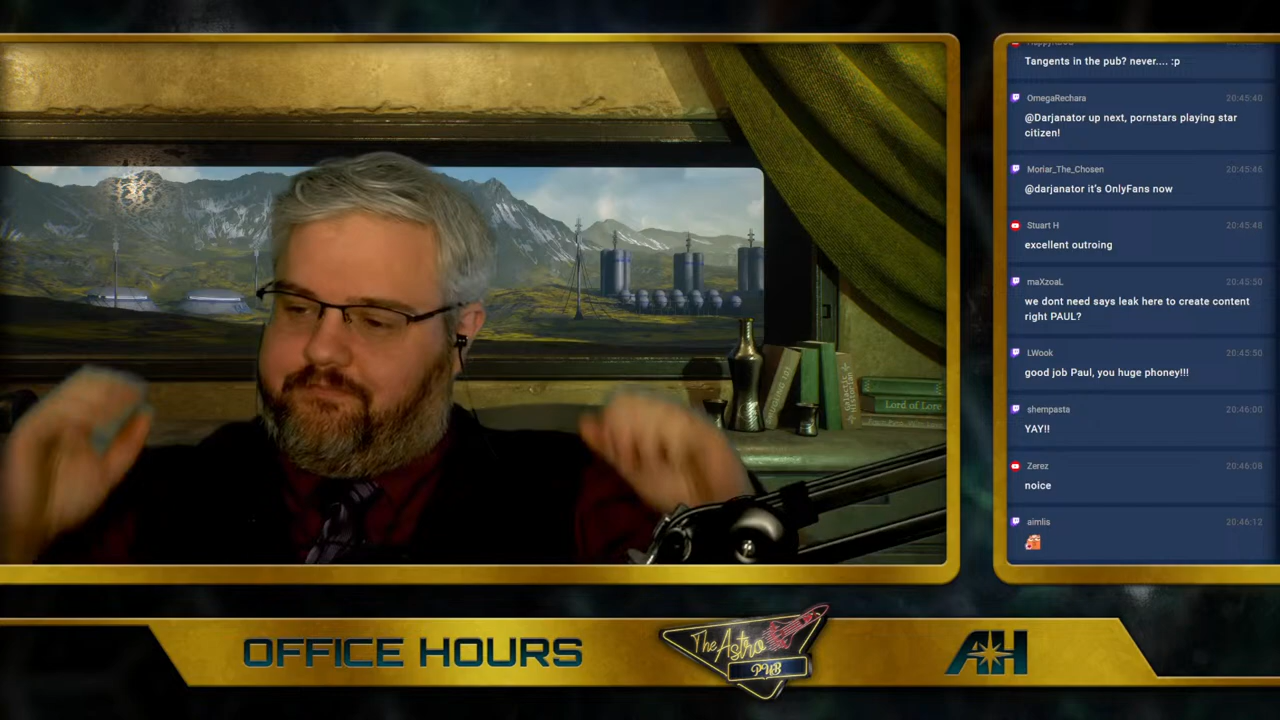 Tangents in the pub? never.... :p
OmegaRechara 20:45:40
@Darjanator up next, pornstars playing star
citizen!
Moriar_The_Chosen 20:45:46
@darjanator it's OnlyFans now
Stuart H 20:45:48
excellent outroing
maXzoaL 20:45:50
we dont need says leak here to create content
right PAUL?
LWook 20:45:50
good job Paul, you huge phoney!!!
shempasta 20:46:00
YAY!!
Zerez 20:46:08
noice
aimlis 20:46:12
Galactic
Historian
Lord of Lore
OFFICE HOURS
The Astro
PUB
AH